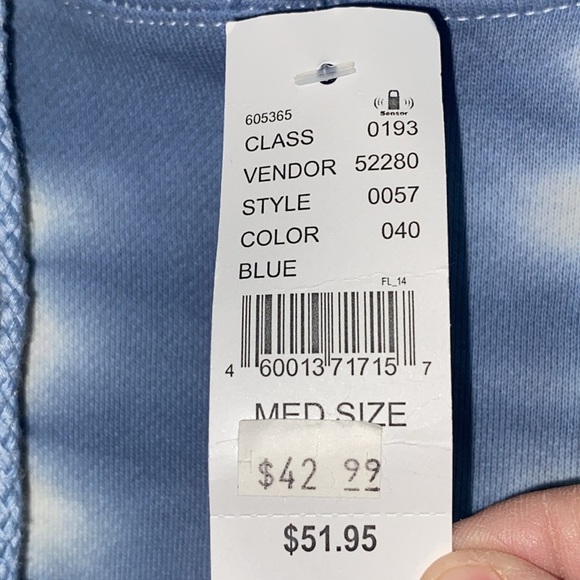 605365
Sensor
CLASS 0193
VENDOR 52280
STYLE 0057
COLOR 040
BLUE
FL_14
4 60013 71715 7
MED SIZE
$42 99
$51.95